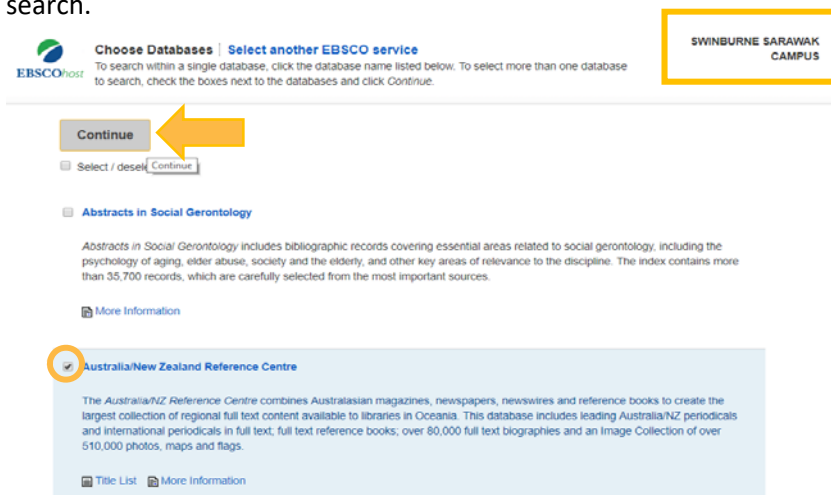 search.
SWINBURNE SARAWAK
CAMPUS
EBSCOhost
Choose Databases | Select another EBSCO service
To search within a single database, click the database name listed below. To select more than one database
to search, check the boxes next to the databases and click Continue.
Continue
Select / desele
Continue
Abstracts in Social Gerontology
Abstracts in Social Gerontology includes bibliographic records covering essential areas related to social gerontology, including the
psychology of aging, elder abuse, society and the elderly, and other key areas of relevance to the discipline. The index contains more
than 35,700 records, which are carefully selected from the most important sources.
More Information
Australia/New Zealand Reference Centre
The Australia/NZ Reference Centre combines Australasian magazines, newspapers, newswires and reference books to create the
largest collection of regional full text content available to libraries in Oceania. This database includes leading Australia/NZ periodicals
and international periodicals in full text; full text reference books; over 80,000 full text biographies and an Image Collection of over
510,000 photos, maps and flags.
Title List More Information